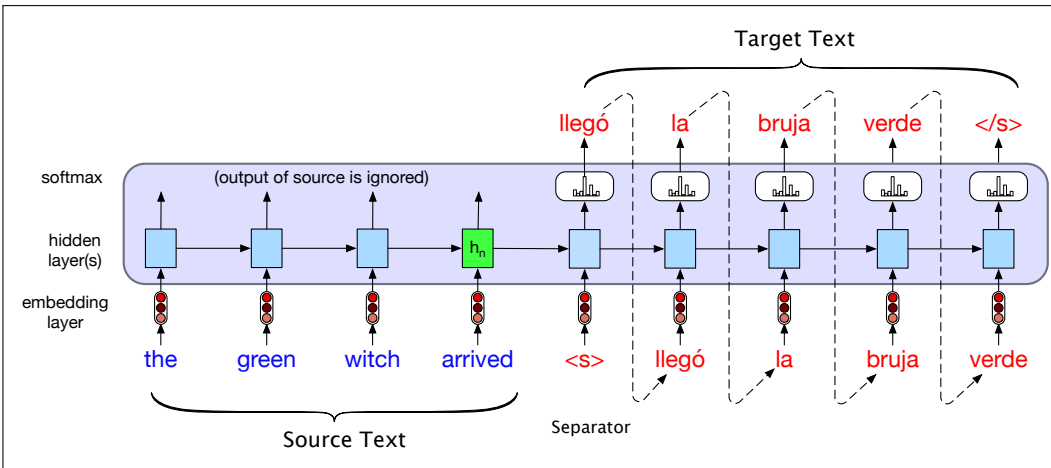 Target Text
llegó la bruja verde </s>
softmax (output of source is ignored)
hidden
layer(s)
hn
embedding
layer
the green witch arrived <s> llegó la bruja verde
Separator
Source Text